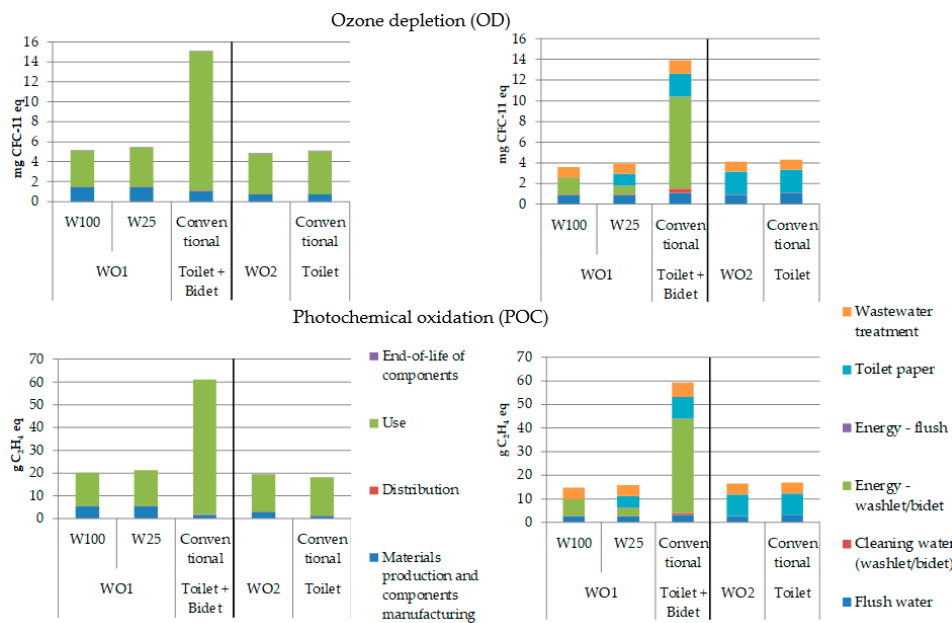 Ozone depletion (OD)
16
14
12
10
8
6
4
2
0
mg CFC-11 eq
W100
W25
Conven
tional
Conven
tional
WO1
Toilet +
Bidet
WO2
Toilet
16
14
12
10
8
6
4
2
0
mg CFC-11 eq
W100
W25
Conven
tional
Conven
tional
WO1
Toilet +
Bidet
WO2
Toilet
Photochemical oxidation (POC)
70
60
50
40
30
20
10
0
g C₂H₄ eq
W100
W25
Conven
tional
Conven
tional
WO1
Toilet +
Bidet
WO2
Toilet
End-of-life of
components
Use
Distribution
Materials
production and
components
manufacturing
70
60
50
40
30
20
10
0
g C₂H₄ eq
W100
W25
Conven
tional
Conven
tional
WO1
Toilet +
Bidet
WO2
Toilet
Wastewater
treatment
Toilet paper
Energy - flush
Energy -
washlet/bidet
Cleaning water
(washlet/bidet)
Flush water